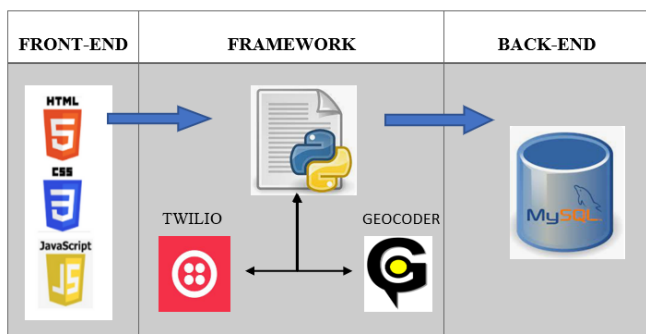 FRONT-END
FRAMEWORK
BACK-END
HTML
5
CSS
3
JavaScript
JS
TWILIO
GEOCODER
G
MySQL